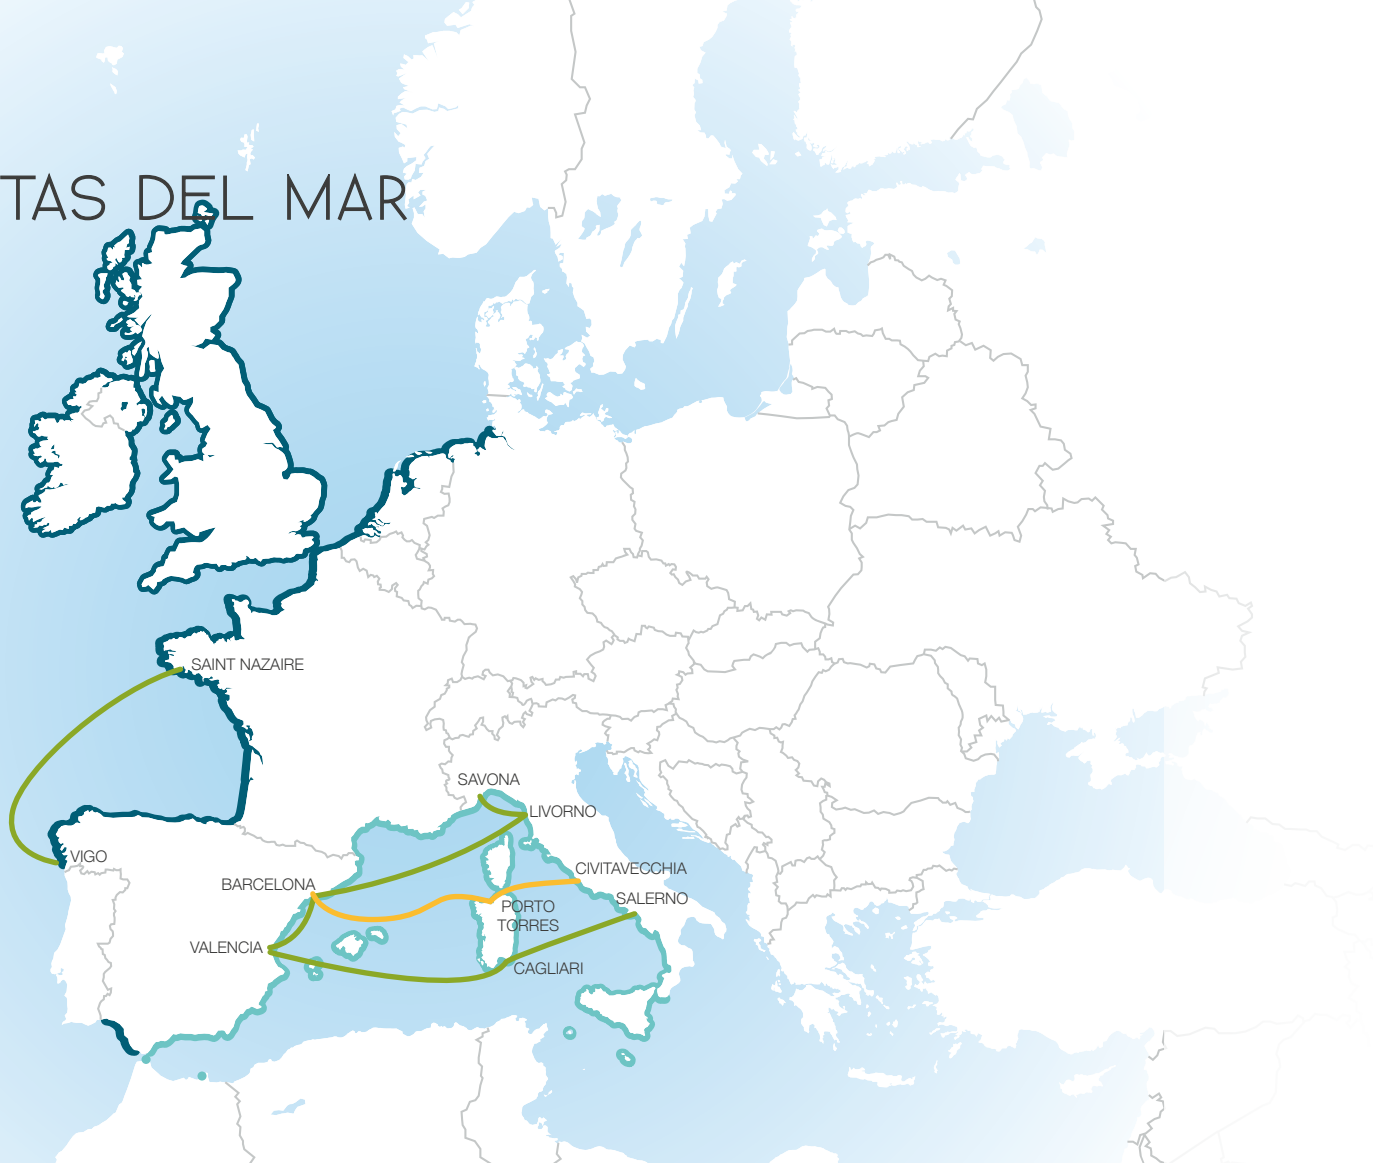 TAS DEL MAR
SAINT NAZAIRE
SAVONA
LIVORNO
VIGO
CIVITAVECCHIA
BARCELONA
SALERNO
PORTO
TORRES
VALENCIA
CAGLIARI